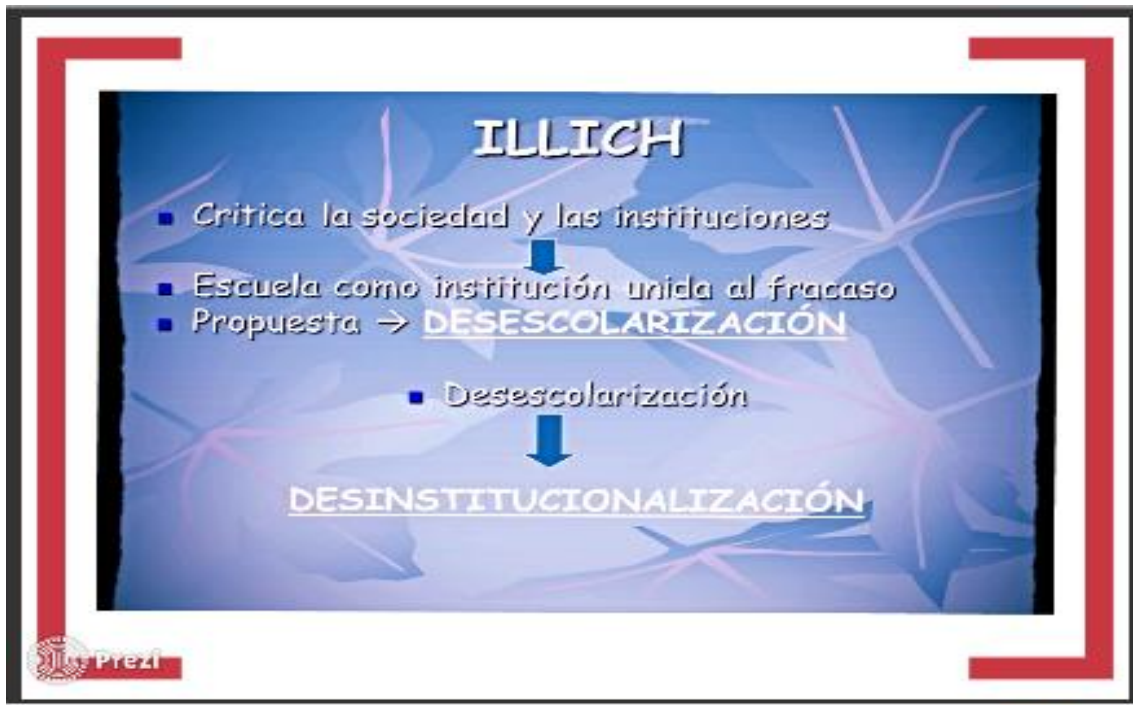 ILLICH
Critica la sociedad y las instituciones
Escuela como institución unida al fracaso
Propuesta → DESESCOLARIZACIÓN
Desescolarización
DESINSTITUCIONALIZACIÓN
Prezi